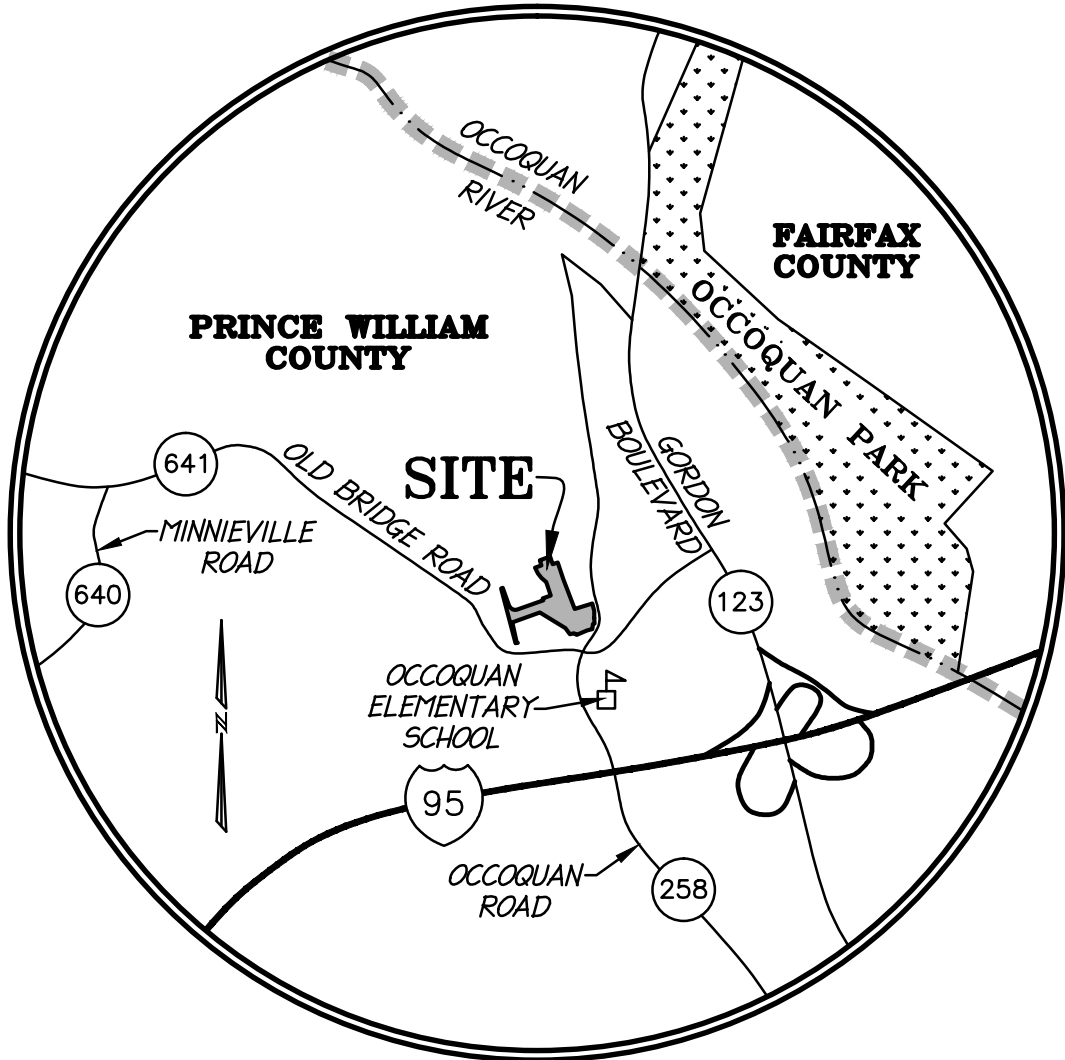 OCCOQUAN
RIVER
FAIRFAX
COUNTY
OCCOQUAN PARK
PRINCE WILLIAM
COUNTY
641
OLD BRIDGE ROAD
SITE
GORDON
BOULEVARD
MINNIEVILLE
ROAD
640
123
OCCOQUAN
ELEMENTARY
SCHOOL
N
95
OCCOQUAN
ROAD
258